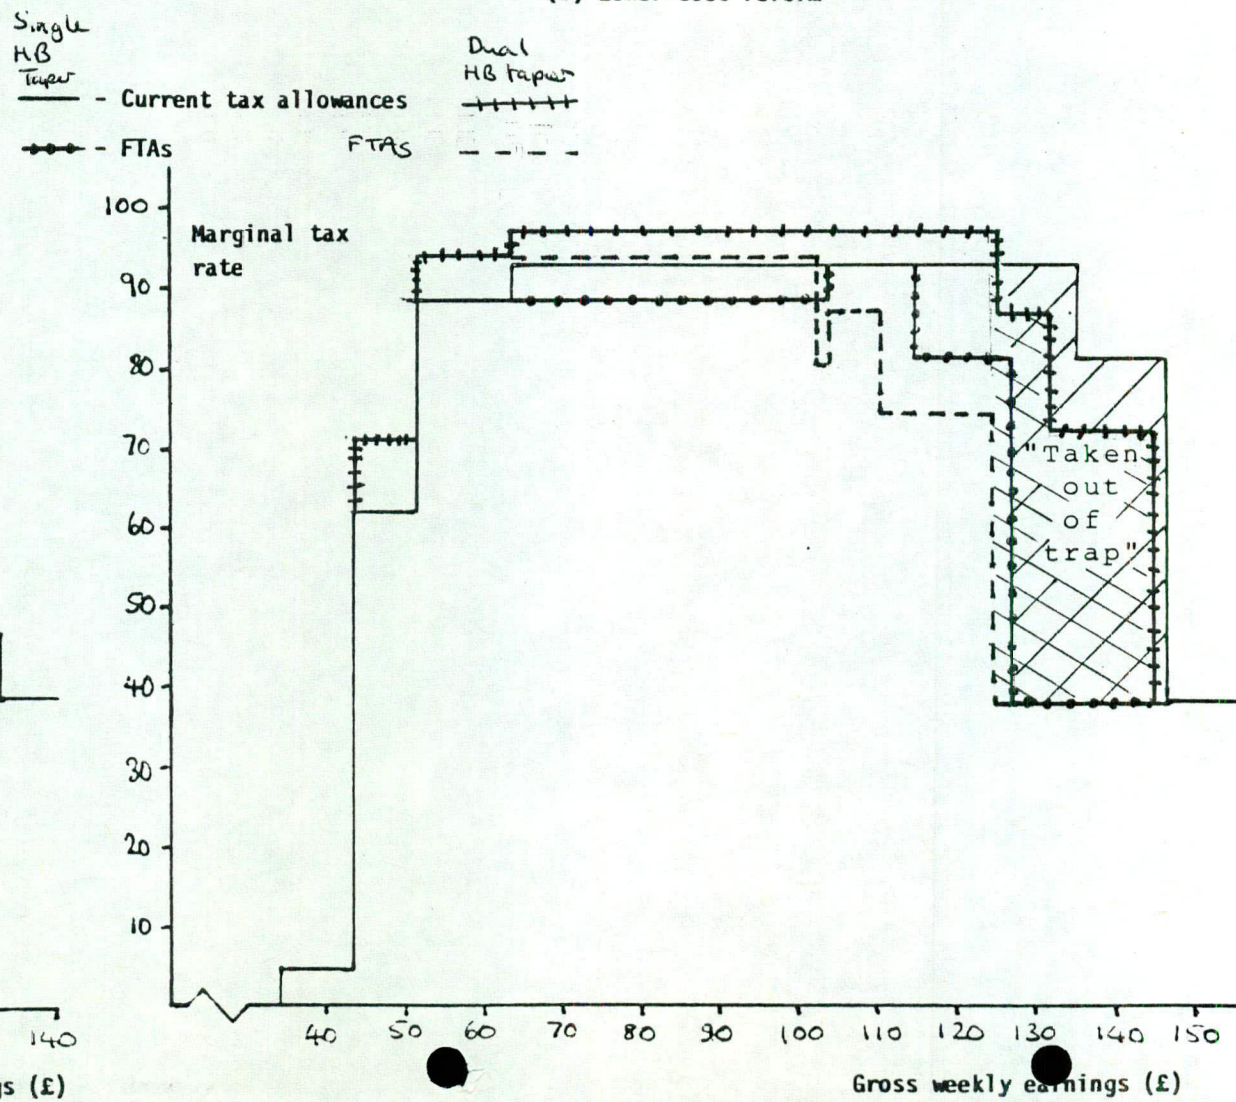 Single
HB
Taper
- Current tax allowances
- FTAs
Dual
HB tapers
FTAs
Marginal tax
rate
100
90
80
70
60
50
40
30
20
10
"Taken
out
of
trap"
140
40 50 60 70 80 90 100 110 120 130 140 150
(£)
Gross weekly earnings (£)